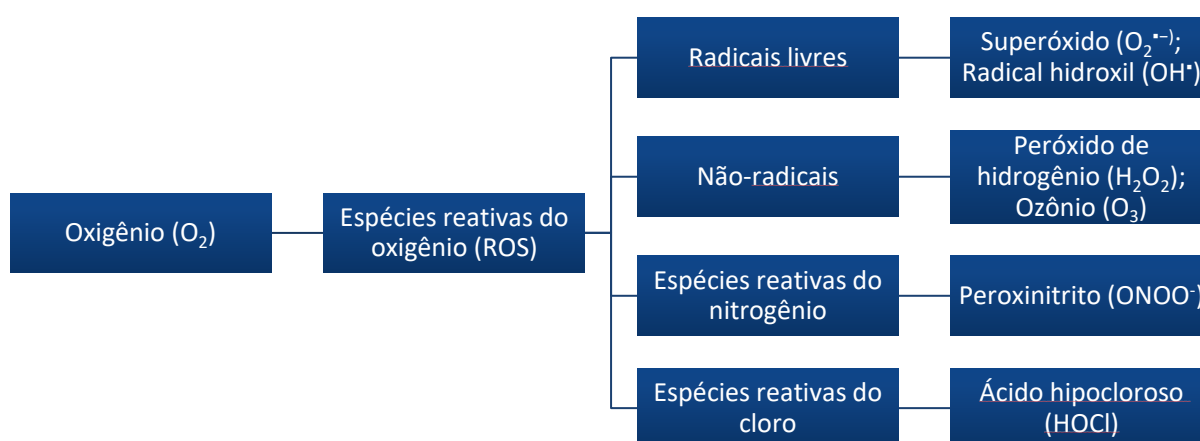 Oxigênio (O₂)
Espécies reativas do
oxigênio (ROS)
Radicais livres
Superóxido (O₂˙⁻⁾;
Radical hidroxil (OH˙)
Não-radicais
Peróxido de
hidrogênio (H₂O₂);
Ozônio (O₃)
Espécies reativas do
nitrogênio
Peroxinitrito (ONOO⁻)
Espécies reativas do
cloro
Ácido hipocloroso
(HOCl)